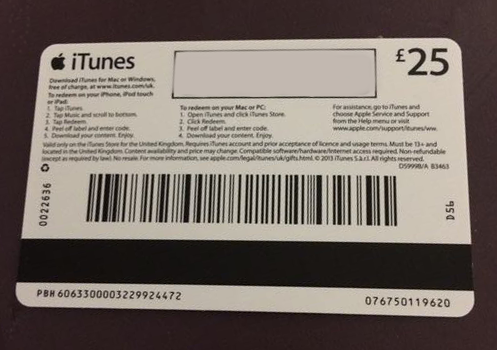 iTunes
£25
Download iTunes for Mac or Windows,
free of charge, at www.itunes.com/uk.
To redeem on your iPhone, iPod touch
or iPad:
1. Tap iTunes
2. Tap Music and scroll to bottom.
3. Tap Redeem.
4. Peel off label and enter code.
5. Download your content. Enjoy.
To redeem on your Mac or PC:
1. Open iTunes and click iTunes Store.
2. Click Redeem.
3. Peel off label and enter code.
4. Download your content. Enjoy.
For assistance, go to iTunes and
choose Apple Service and Support
from the Help menu or visit
www.apple.com/support/itunes/ww.
Valid only on the iTunes Store for the United Kingdom. Requires iTunes account and prior acceptance of licence and usage terms. Must be 13+ and
located in the United Kingdom. Content availability and price may change. Compatible software/hardware/internet access required. Non-refundable
(except as required by law). No resale. For more information, see apple.com/legal/itunes/uk/gifts.html. © 2013 iTunes S.à.r.l. All rights reserved.
D5999B/A B3463
0022636
D56
PBH 6063300003229924472
076750119620